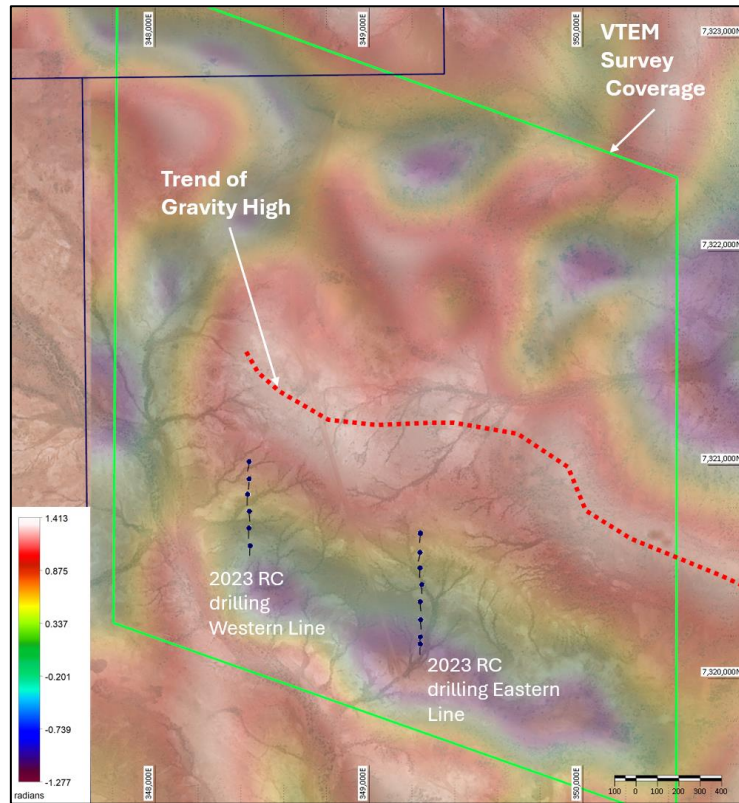 348,000E
349,000E
350,000E
7,323,000N
VTEM
Survey
Coverage
Trend of
Gravity High
7,322,000N
7,321,000N
1.413
0.875
0.337
-0.201
-0.739
-1.277
radians
2023 RC
drilling
Western Line
2023 RC
drilling Eastern
Line
7,320,000N
348,000E
349,000E
350,000E
100 0 100 200 300 400